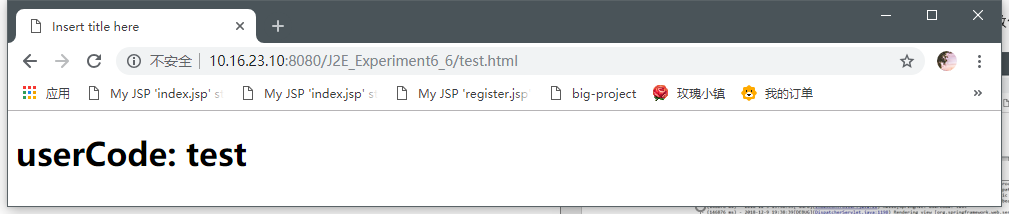 Insert title here
不安全 10.16.23.10:8080/J2E_Experiment6_6/test.html
应用 My JSP 'index.jsp' st My JSP 'index.jsp' st My JSP 'register.jsp big-project 玫瑰小镇 我的订单 »
userCode: test